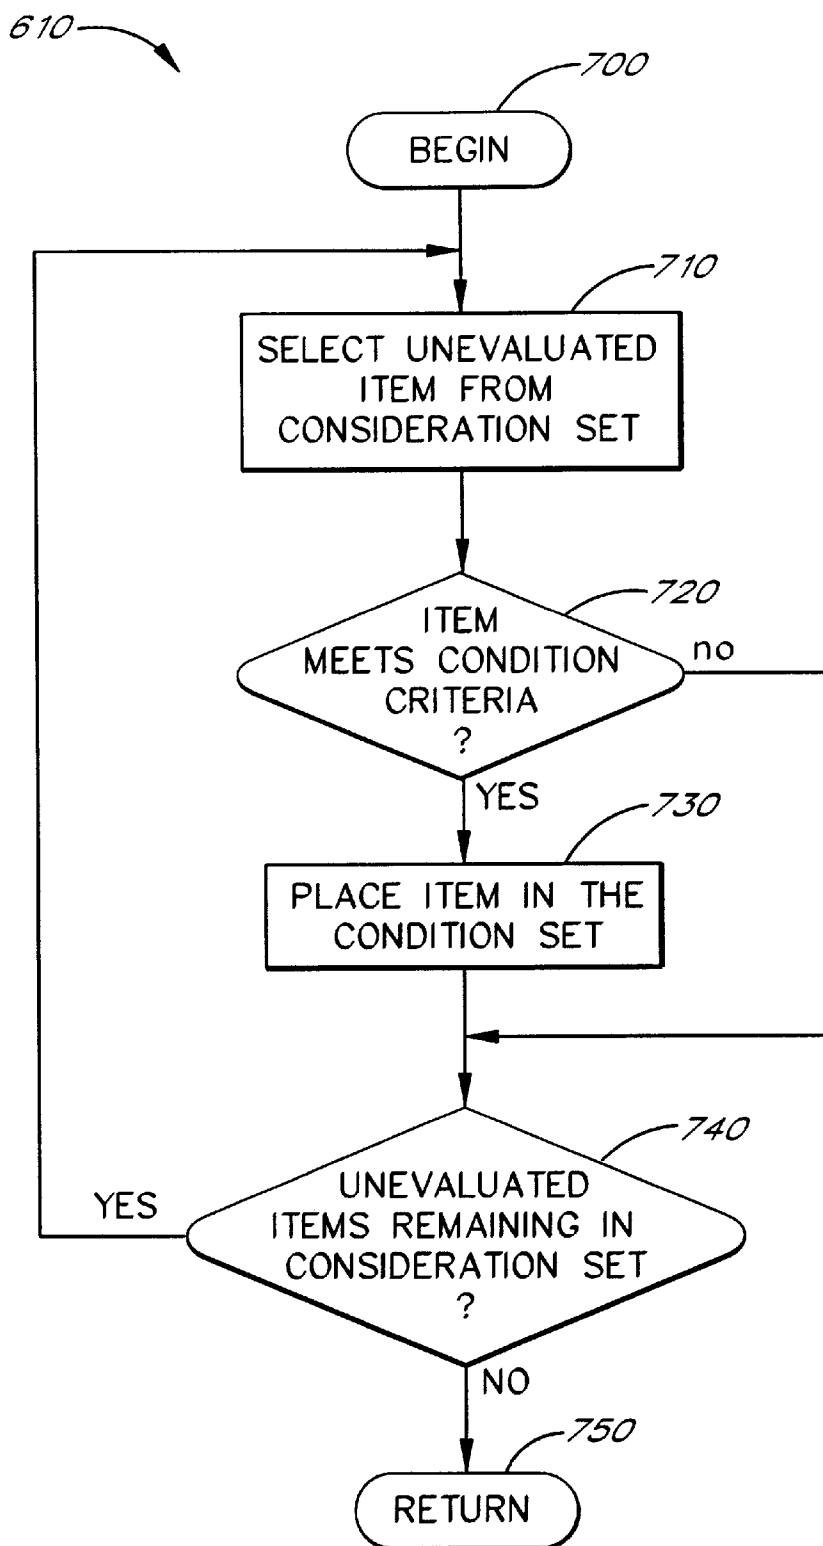 610
700
BEGIN
710
SELECT UNEVALUATED
ITEM FROM
CONSIDERATION SET
720
ITEM
MEETS CONDITION
CRITERIA
?
no
YES
730
PLACE ITEM IN THE
CONDITION SET
740
UNEVALUATED
ITEMS REMAINING IN
CONSIDERATION SET
?
YES
NO
750
RETURN